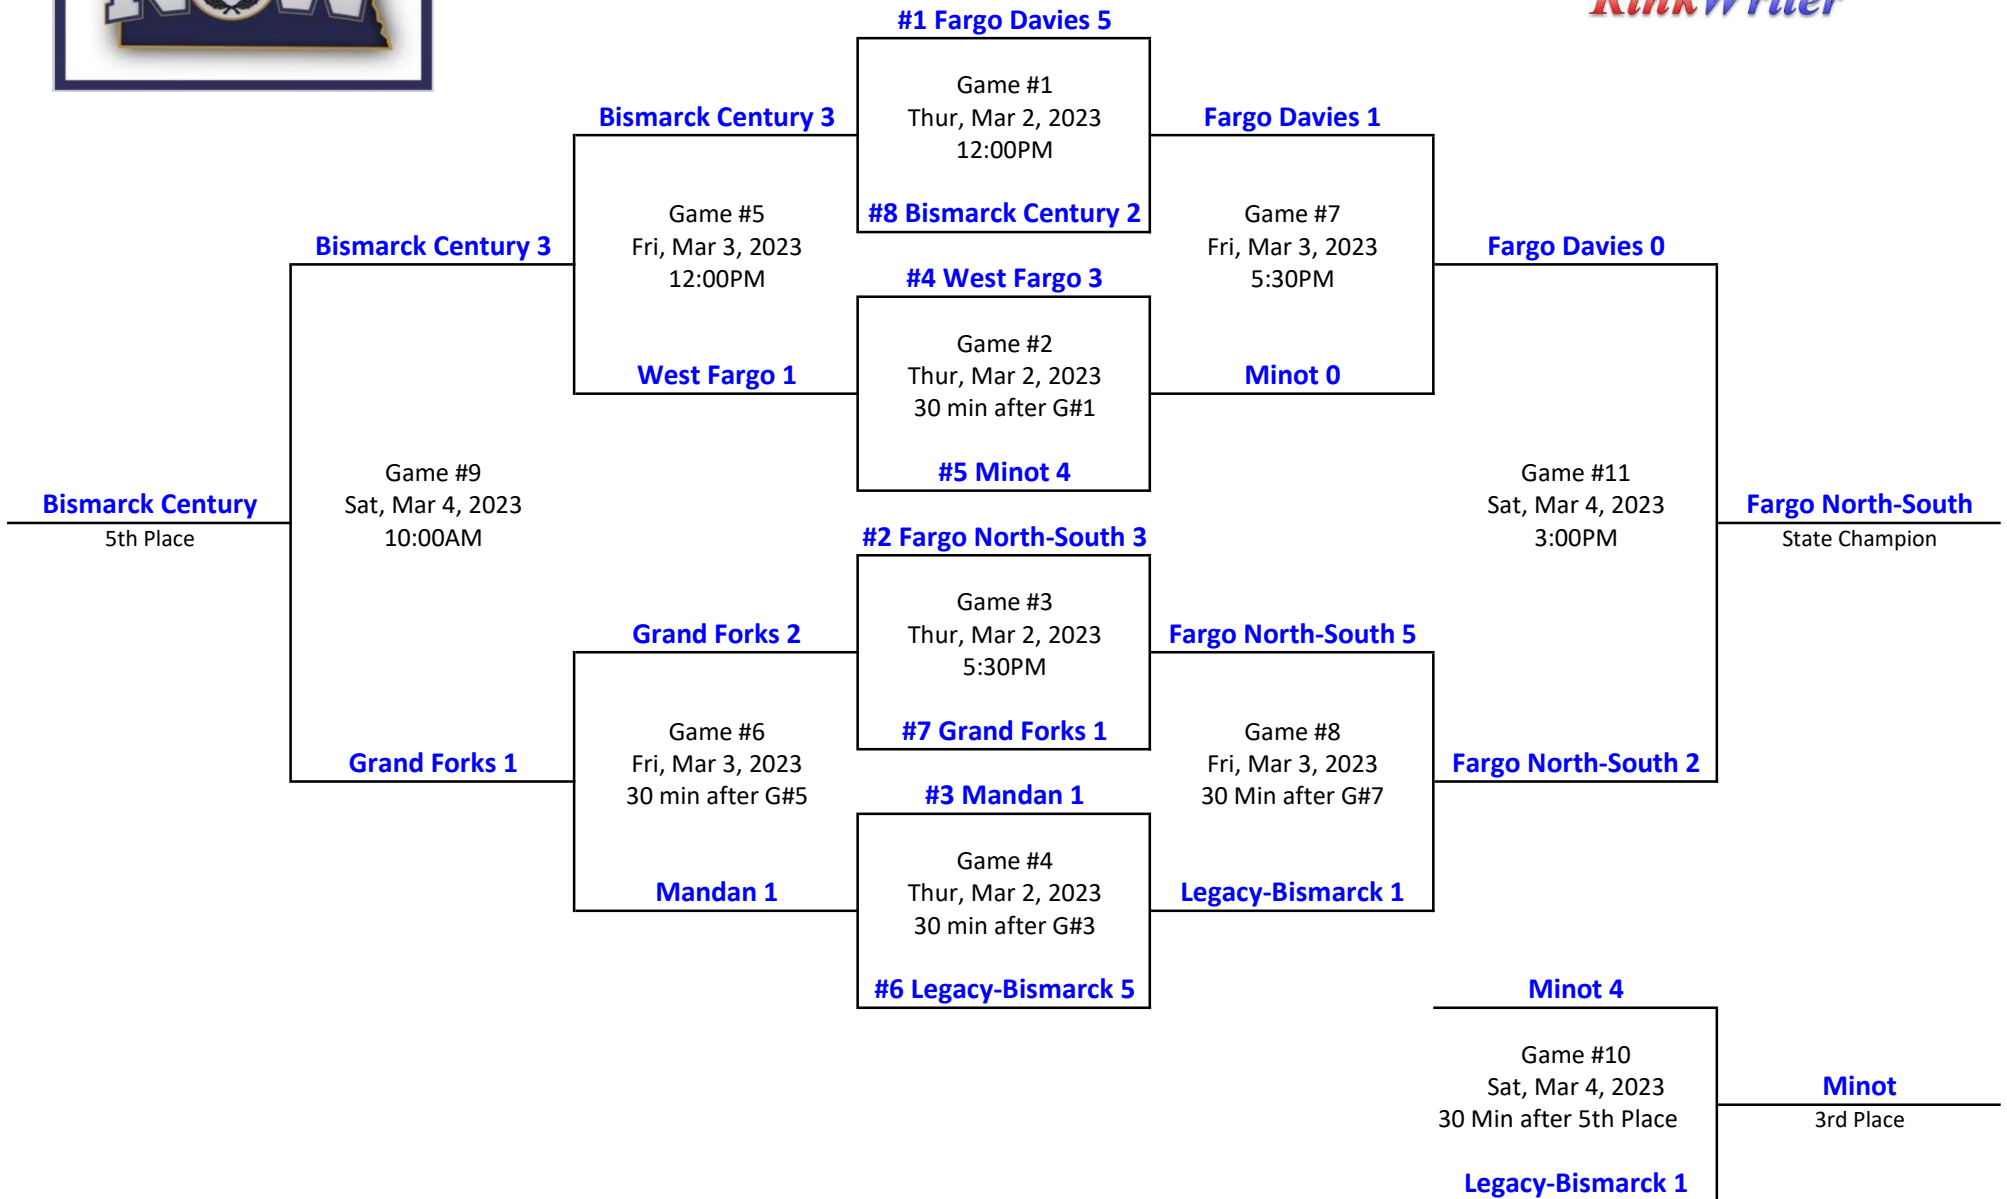 NOW
RinkWriter
#1 Fargo Davies 5
Game #1
Thur, Mar 2, 2023
12:00PM
#8 Bismarck Century 2
Bismarck Century 3
Game #5
Fri, Mar 3, 2023
12:00PM
West Fargo 1
Fargo Davies 1
Game #7
Fri, Mar 3, 2023
5:30PM
Minot 0
Bismarck Century 3
Fargo Davies 0
#4 West Fargo 3
Game #2
Thur, Mar 2, 2023
30 min after G#1
#5 Minot 4
Game #9
Sat, Mar 4, 2023
10:00AM
Bismarck Century
5th Place
Game #11
Sat, Mar 4, 2023
3:00PM
Fargo North-South
State Champion
#2 Fargo North-South 3
Game #3
Thur, Mar 2, 2023
5:30PM
#7 Grand Forks 1
Grand Forks 2
Game #6
Fri, Mar 3, 2023
30 min after G#5
Mandan 1
Fargo North-South 5
Game #8
Fri, Mar 3, 2023
30 Min after G#7
Legacy-Bismarck 1
Grand Forks 1
Fargo North-South 2
#3 Mandan 1
Game #4
Thur, Mar 2, 2023
30 min after G#3
#6 Legacy-Bismarck 5
Minot 4
Game #10
Sat, Mar 4, 2023
30 Min after 5th Place
Legacy-Bismarck 1
Minot
3rd Place